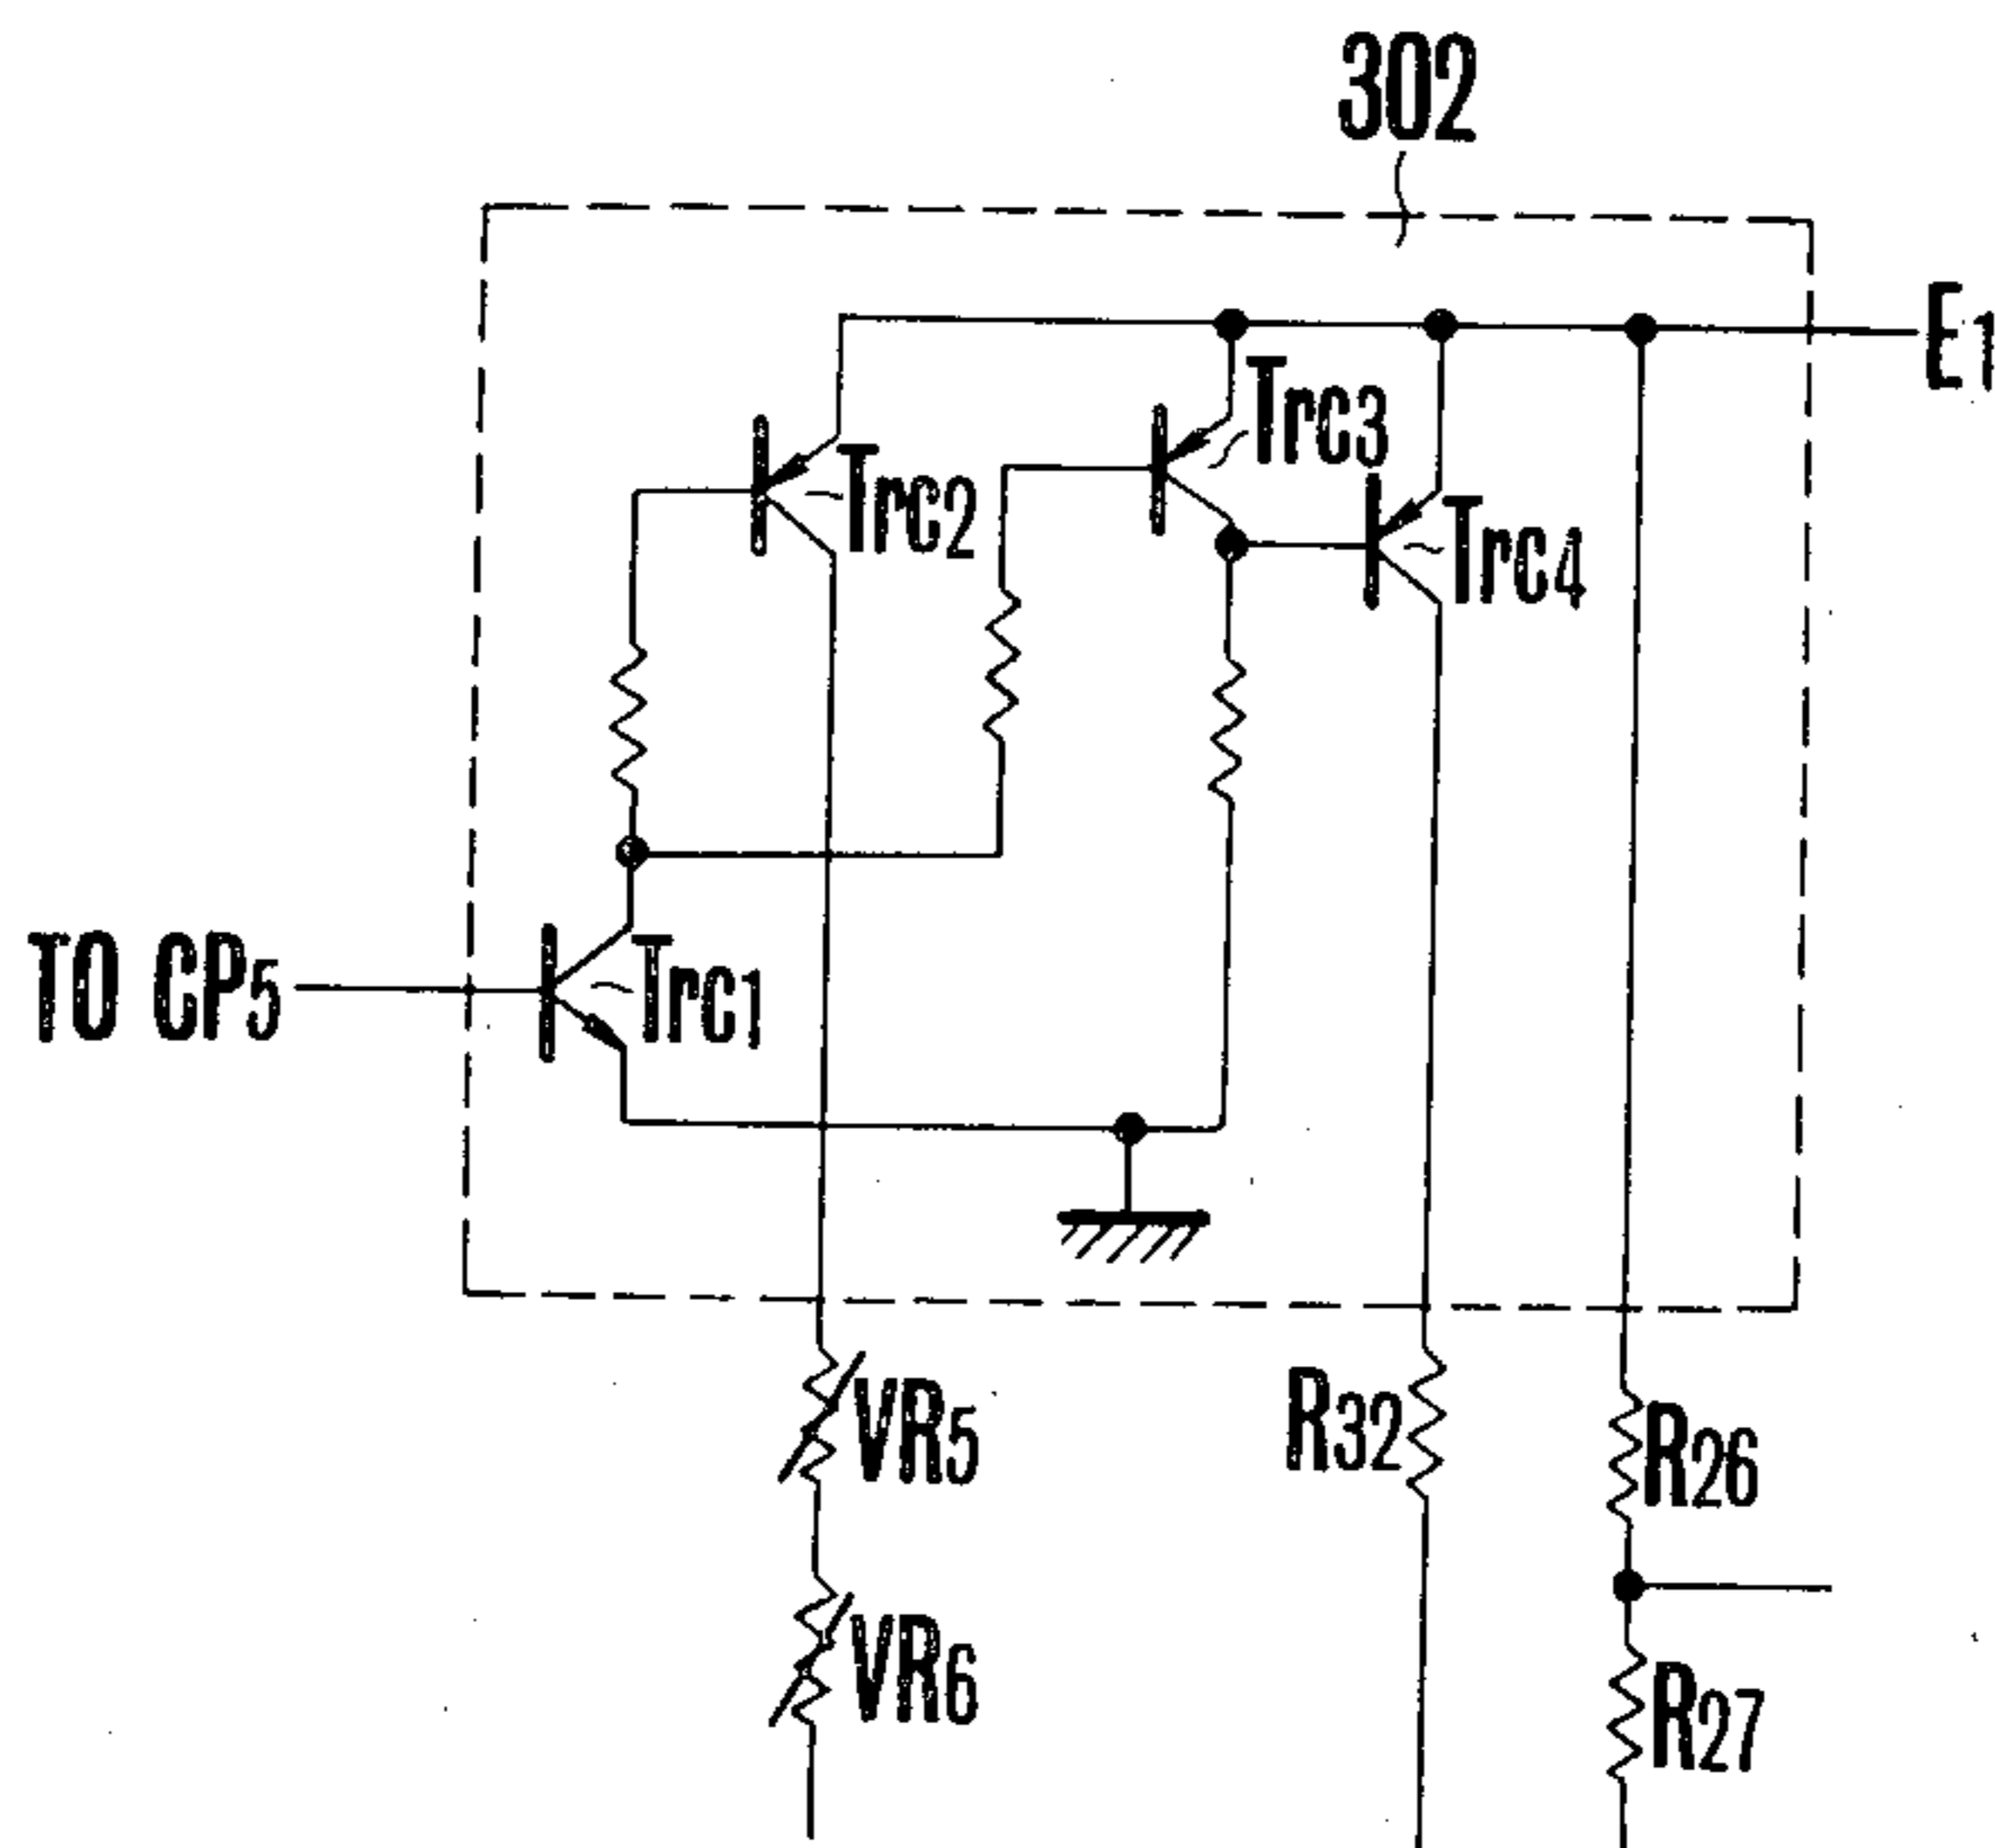 302
E1
Trc3
Trc2
Trc4
TO CP5
Trc1
VR5
R32
R26
VR6
R27